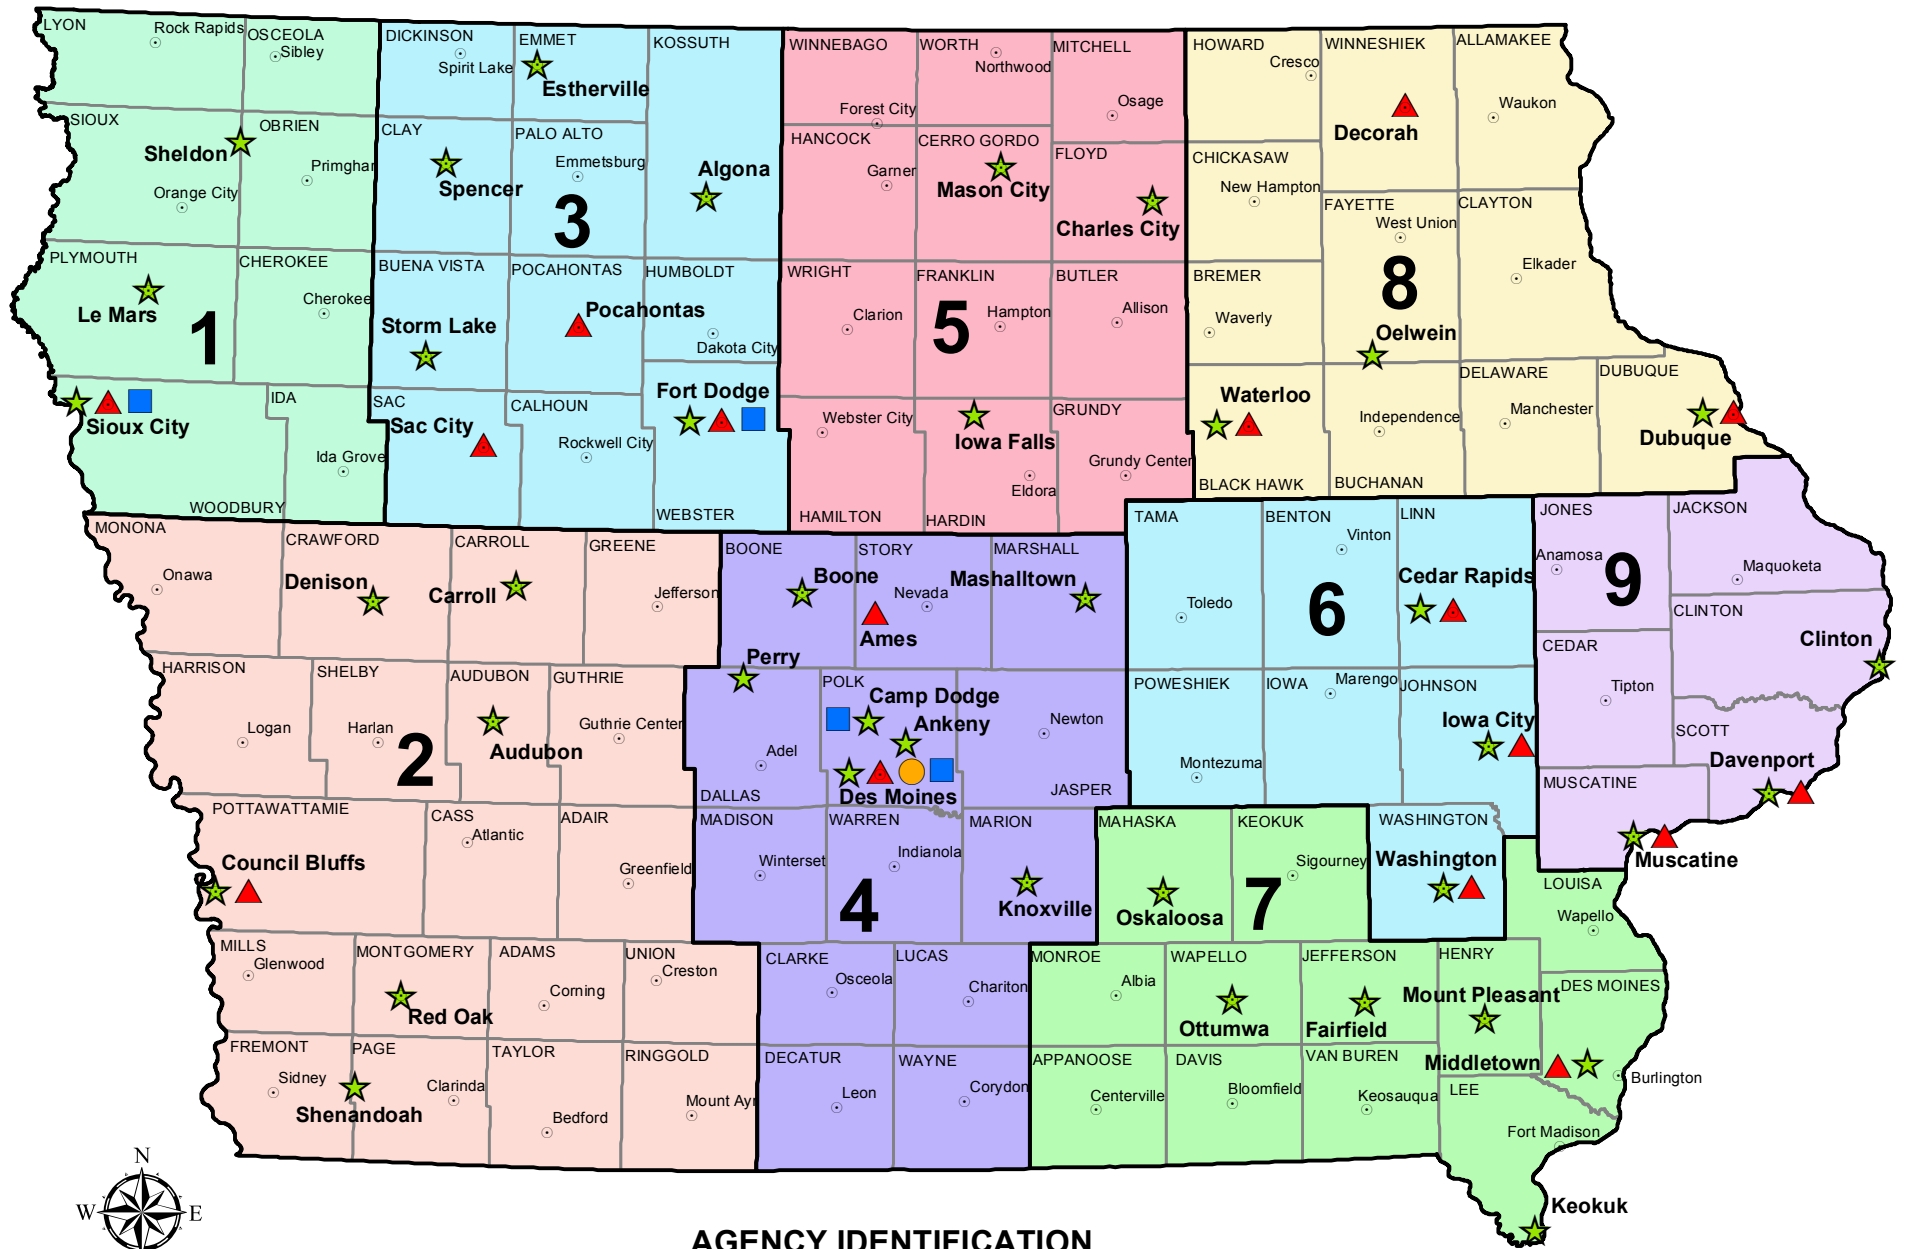 LYON
Rock Rapids
OSCEOLA
Sibley
DICKINSON
Spirit Lake
EMMET
Estherville
KOSSUTH
WINNEBAGO
Forest City
WORTH
Northwood
MITCHELL
Osage
HOWARD
Cresco
WINNESHIEK
Decorah
ALLAMAKEE
Waukon
SIOUX
Sheldon
Orange City
OBRIEN
Primghar
CLAY
Spencer
PALO ALTO
Emmetsburg
3
Algona
HANCOCK
Garner
CERRO GORDO
Mason City
FLOYD
Charles City
CHICKASAW
New Hampton
FAYETTE
West Union
CLAYTON
Elkader
PLYMOUTH
Le Mars
1
CHEROKEE
Cherokee
BUENA VISTA
Storm Lake
POCAHONTAS
Pocahontas
HUMBOLDT
Dakota City
WRIGHT
Clarion
FRANKLIN
5
Hampton
BUTLER
Allison
BREMER
Waverly
8
Oelwein
Sioux City
WOODBURY
IDA
Ida Grove
SAC
Sac City
CALHOUN
Rockwell City
Fort Dodge
WEBSTER
Webster City
HAMILTON
Iowa Falls
Eldora
HARDIN
GRUNDY
Grundy Center
Waterloo
BLACK HAWK
Independence
BUCHANAN
DELAWARE
Manchester
DUBUQUE
Dubuque
MONONA
Onawa
CRAWFORD
Denison
CARROLL
Carroll
GREENE
Jefferson
BOONE
Boone
STORY
Nevada
Ames
MARSHALL
Mashalltown
TAMA
Toledo
BENTON
Vinton
6
LINN
Cedar Rapids
JONES
Anamosa
9
JACKSON
Maquoketa
CLINTON
Clinton
HARRISON
Logan
SHELBY
Harlan
2
AUDUBON
Audubon
GUTHRIE
Guthrie Center
Perry
Adel
DALLAS
POLK
Camp Dodge
Ankeny
Des Moines
Newton
JASPER
POWESHIEK
Montezuma
IOWA
Marengo
JOHNSON
Iowa City
CEDAR
Tipton
SCOTT
Davenport
MUSCATINE
Muscatine
POTTAWATTAMIE
Council Bluffs
CASS
Atlantic
ADAIR
Greenfield
MADISON
Winterset
WARREN
Indianola
4
MARION
Knoxville
MAHASKA
Oskaloosa
KEOKUK
Sigourney
7
WASHINGTON
Washington
LOUISA
Wapello
MILLS
Glenwood
MONTGOMERY
Red Oak
ADAMS
Corning
UNION
Creston
CLARKE
Osceola
LUCAS
Chariton
MONROE
Albia
WAPELLO
Ottumwa
JEFFERSON
Fairfield
HENRY
Mount Pleasant
DES MOINES
Middletown
Burlington
FREMONT
Sidney
PAGE
Shenandoah
Clarinda
TAYLOR
Bedford
RINGGOLD
Mount Ayr
DECATUR
Leon
WAYNE
Corydon
APPANOOSE
Centerville
DAVIS
Bloomfield
VAN BUREN
Keosauqua
LEE
Fort Madison
Keokuk
N
W
E
AGENCY IDENTIFICATION